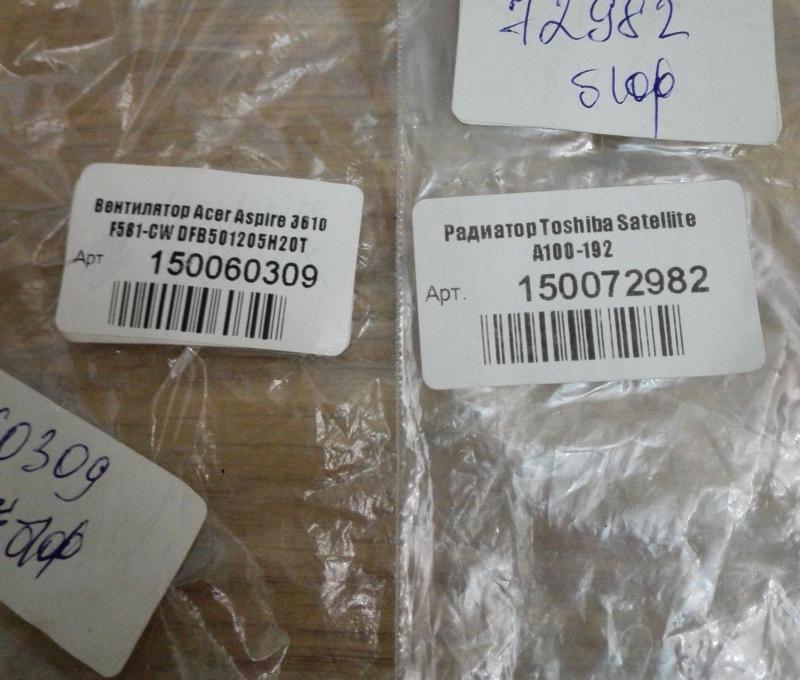 72982
Вентилятор Acer Aspire 3610
F581-CW DFB501205H20T
Арт 150060309
Радиатор Toshiba Satellite
A100-192
Арт. 150072982
0309